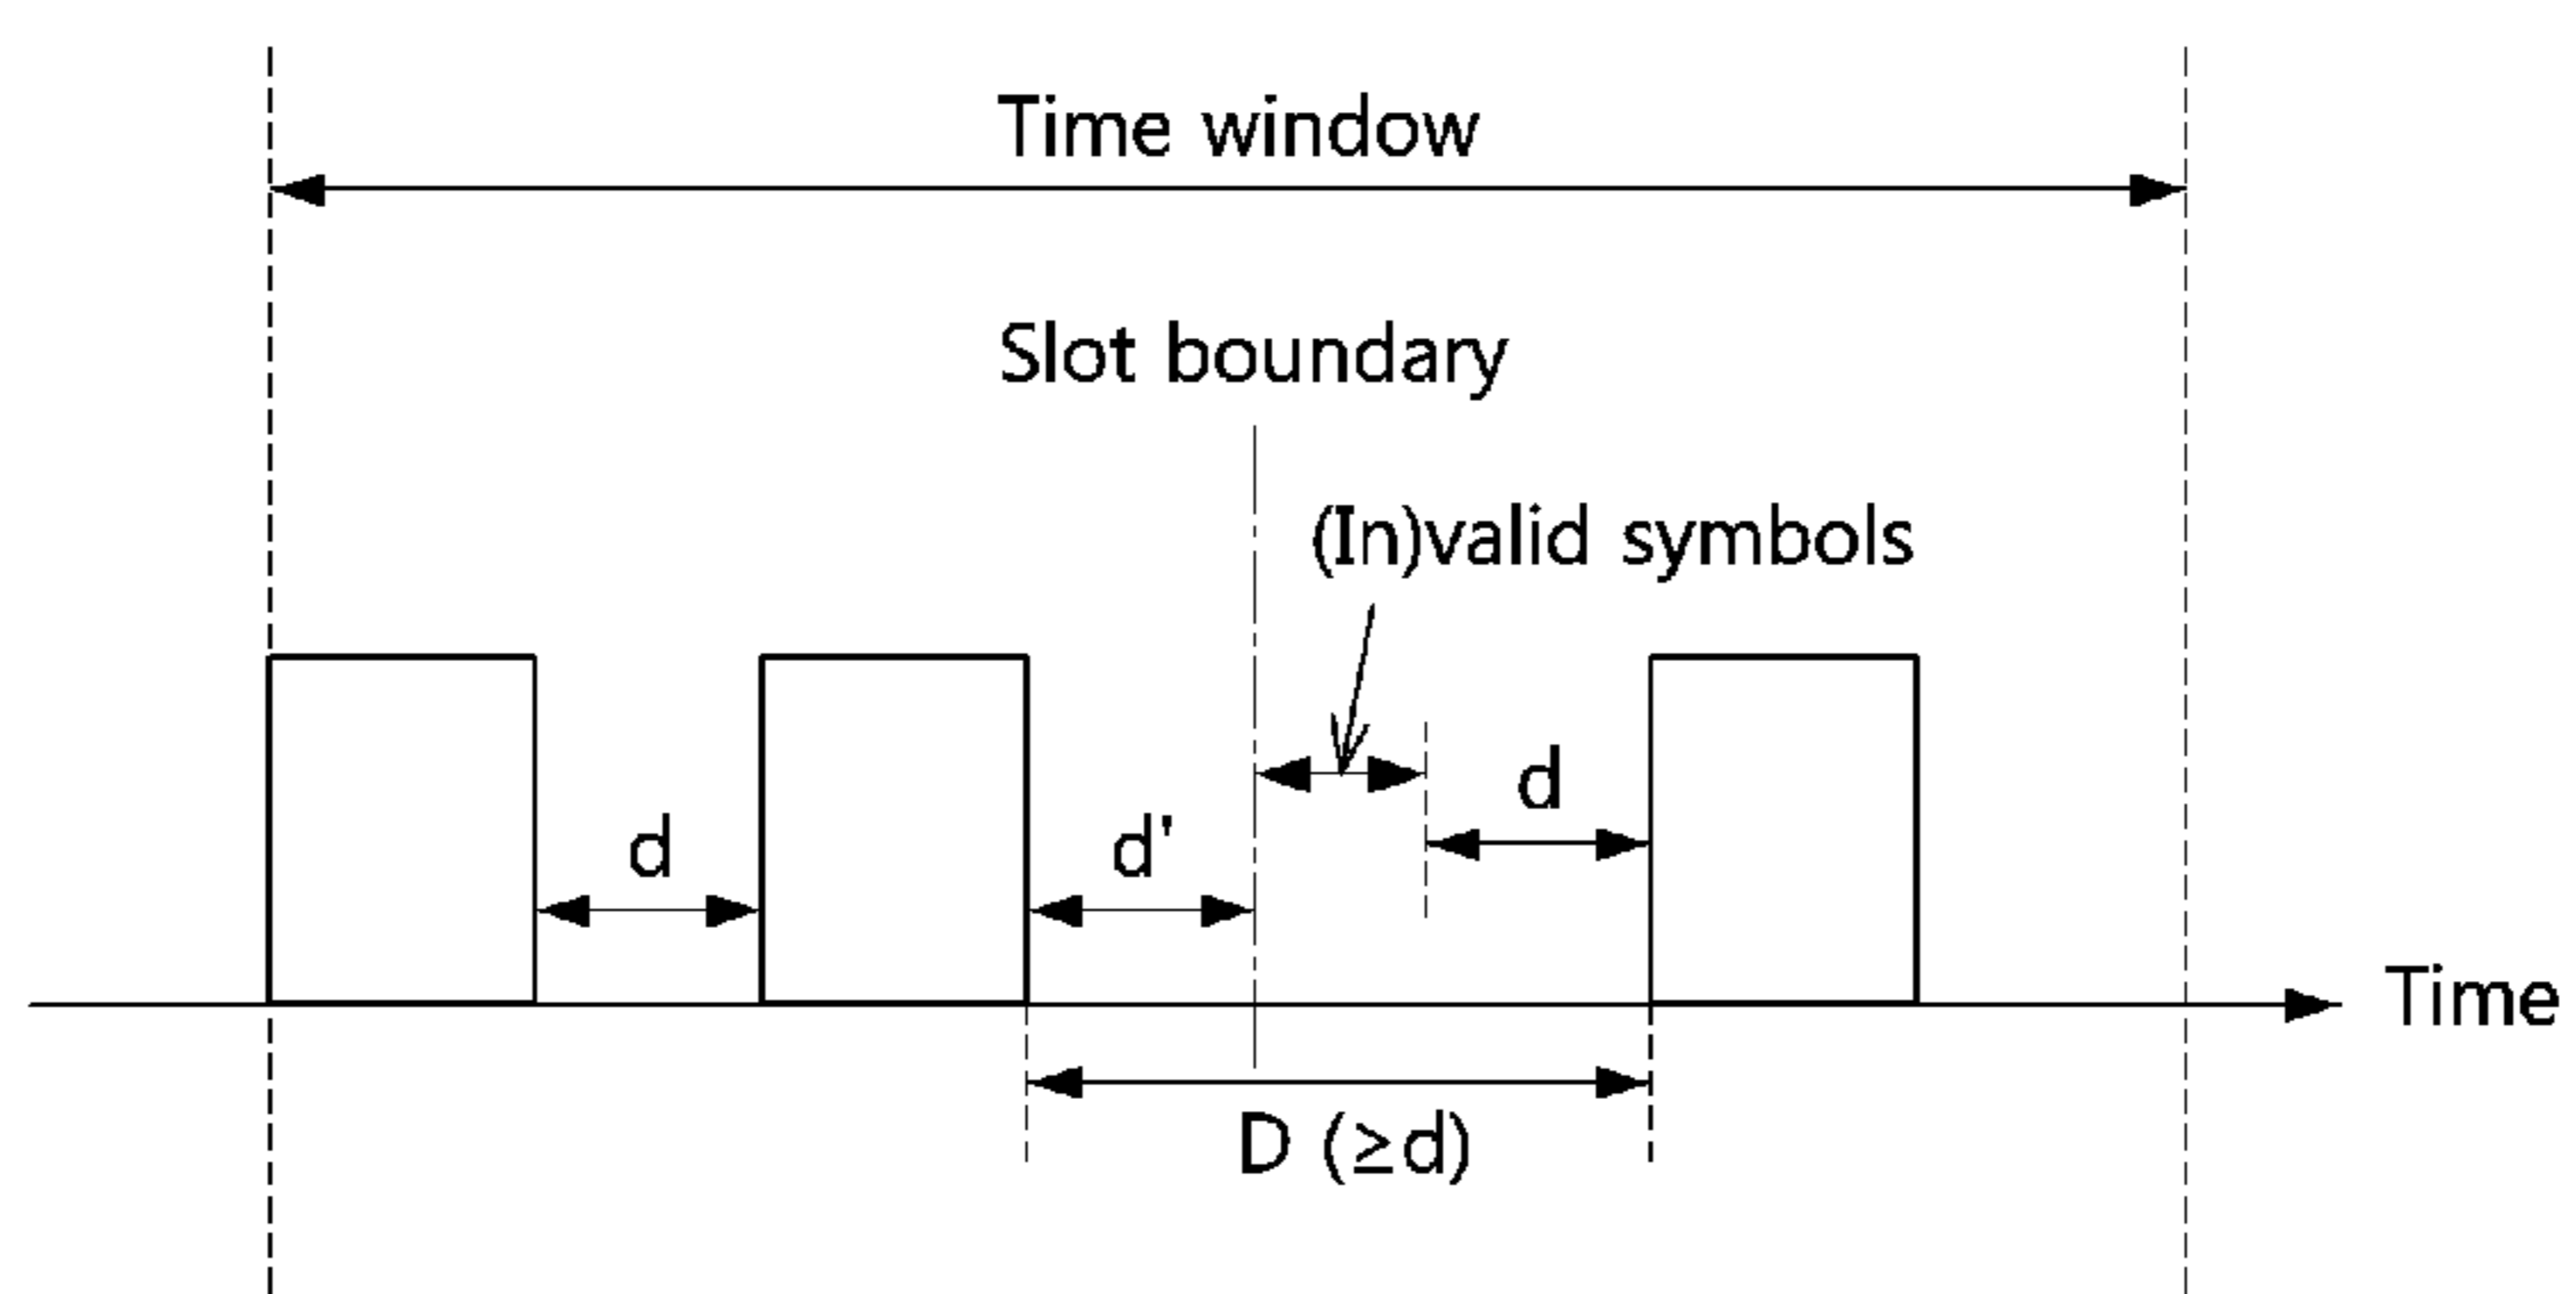 Time window
Slot boundary
(In)valid symbols
d
d
d'
Time
D (≥d)